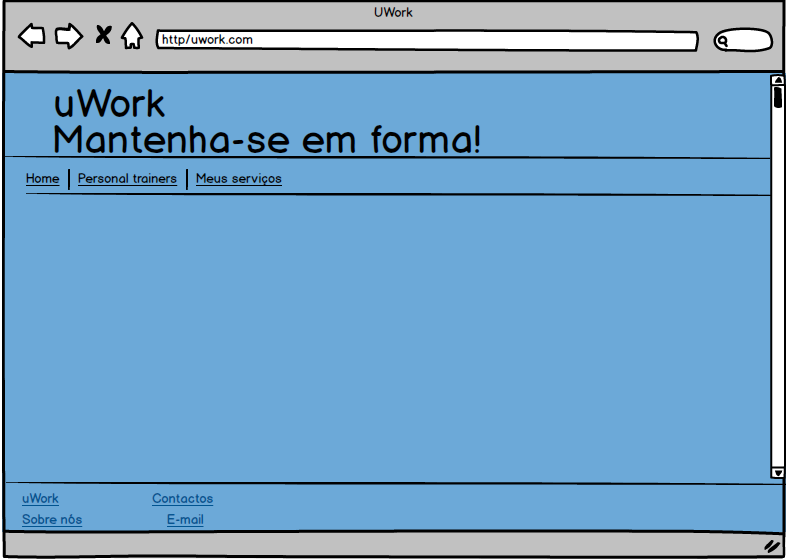 UWork
http/uwork.com
uWork
Mantenha-se em forma!
Home Personal trainers Meus serviços
uWork Contactos
Sobre nós E-mail